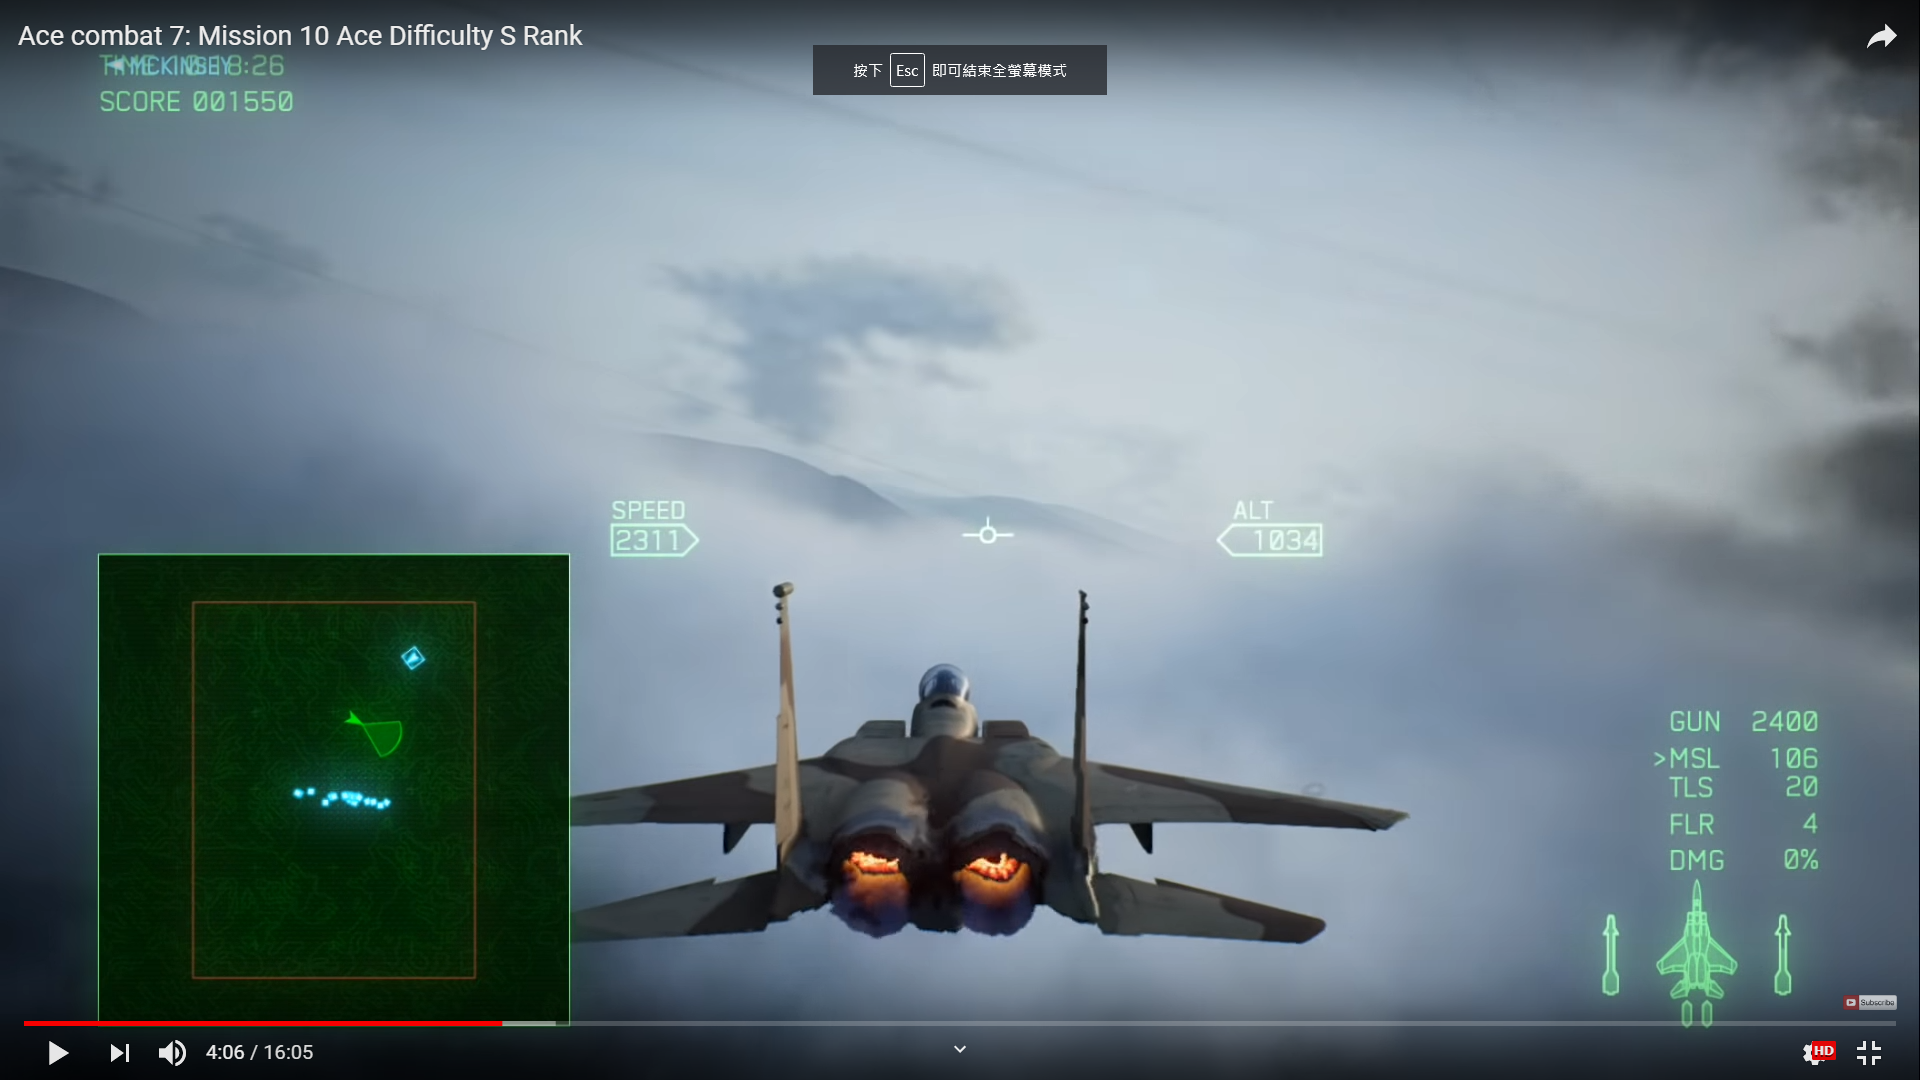 Ace combat 7: Mission 10 Ace Difficulty S Rank
按下 Esc 即可結束全螢幕模式
MCKINSEY
SCORE 001550
SPEED
2311
ALT
1034
GUN 2400
>MSL 106
TLS 20
FLR 4
DMG 0%
Subscribe
4:06 / 16:05
HD